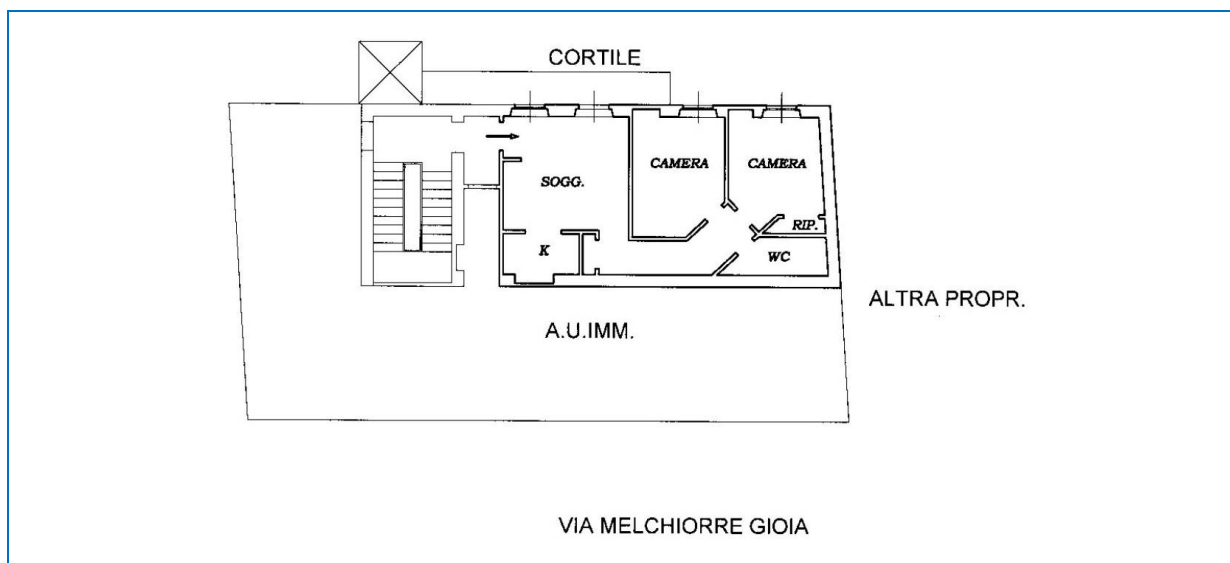 CORTILE
CAMERA
CAMERA
SOGG.
RIP.
K
WC
ALTRA PROPR.
A.U.IMM.
VIA MELCHIORRE GIOIA